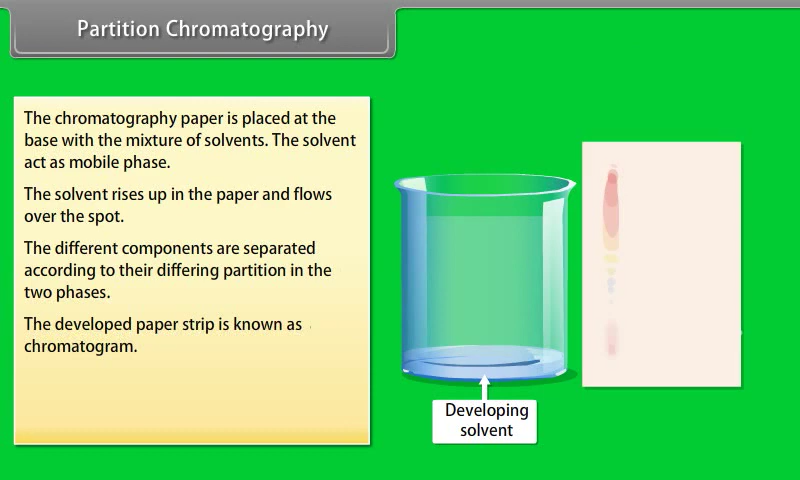 Partition Chromatography
The chromatography paper is placed at the
base with the mixture of solvents. The solvent
act as mobile phase.
The solvent rises up in the paper and flows
over the spot.
The different components are separated
according to their differing partition in the
two phases.
The developed paper strip is known as
chromatogram.
Developing
solvent